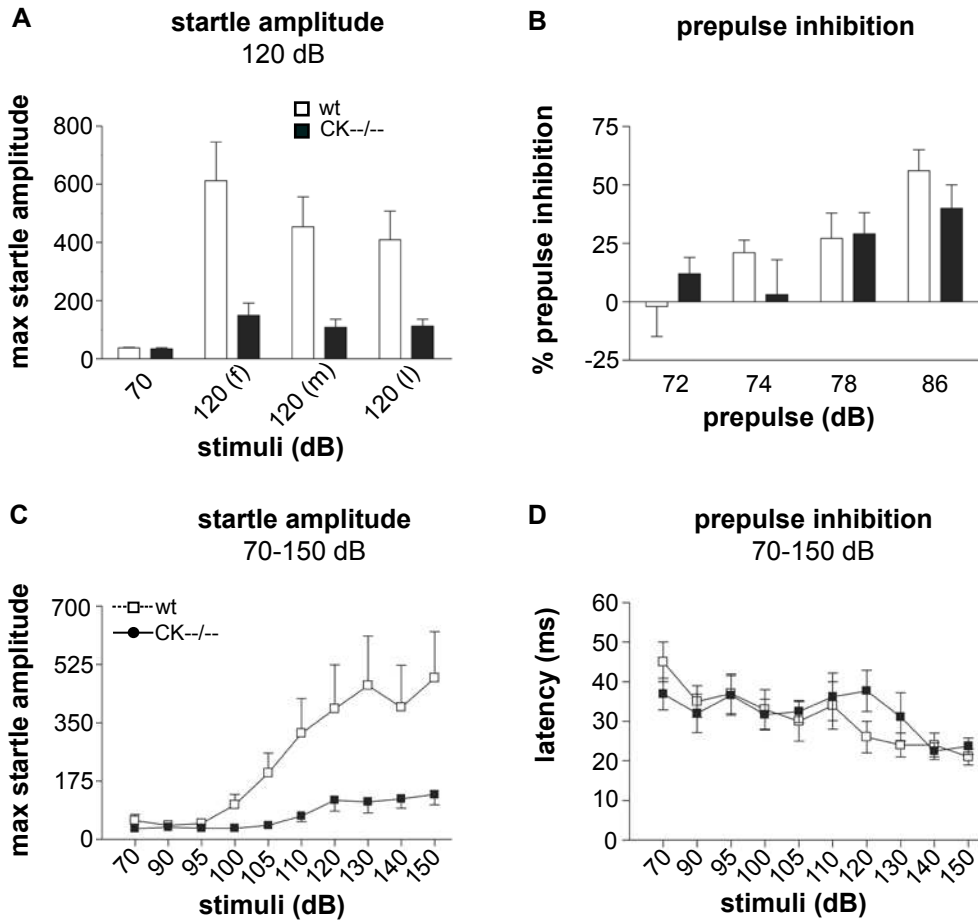 A
startle amplitude
120 dB
wt
CK--/--
max startle amplitude
800
600
400
200
0
70
120 (f)
120 (m)
120 (l)
stimuli (dB)
B
prepulse inhibition
% prepulse inhibition
75
50
25
0
-25
72
74
78
86
prepulse (dB)
C
startle amplitude
70-150 dB
wt
CK--/--
max startle amplitude
700
525
350
175
0
70
90
95
100
105
110
120
130
140
150
stimuli (dB)
D
prepulse inhibition
70-150 dB
latency (ms)
60
50
40
30
20
10
0
70
90
95
100
105
110
120
130
140
150
stimuli (dB)